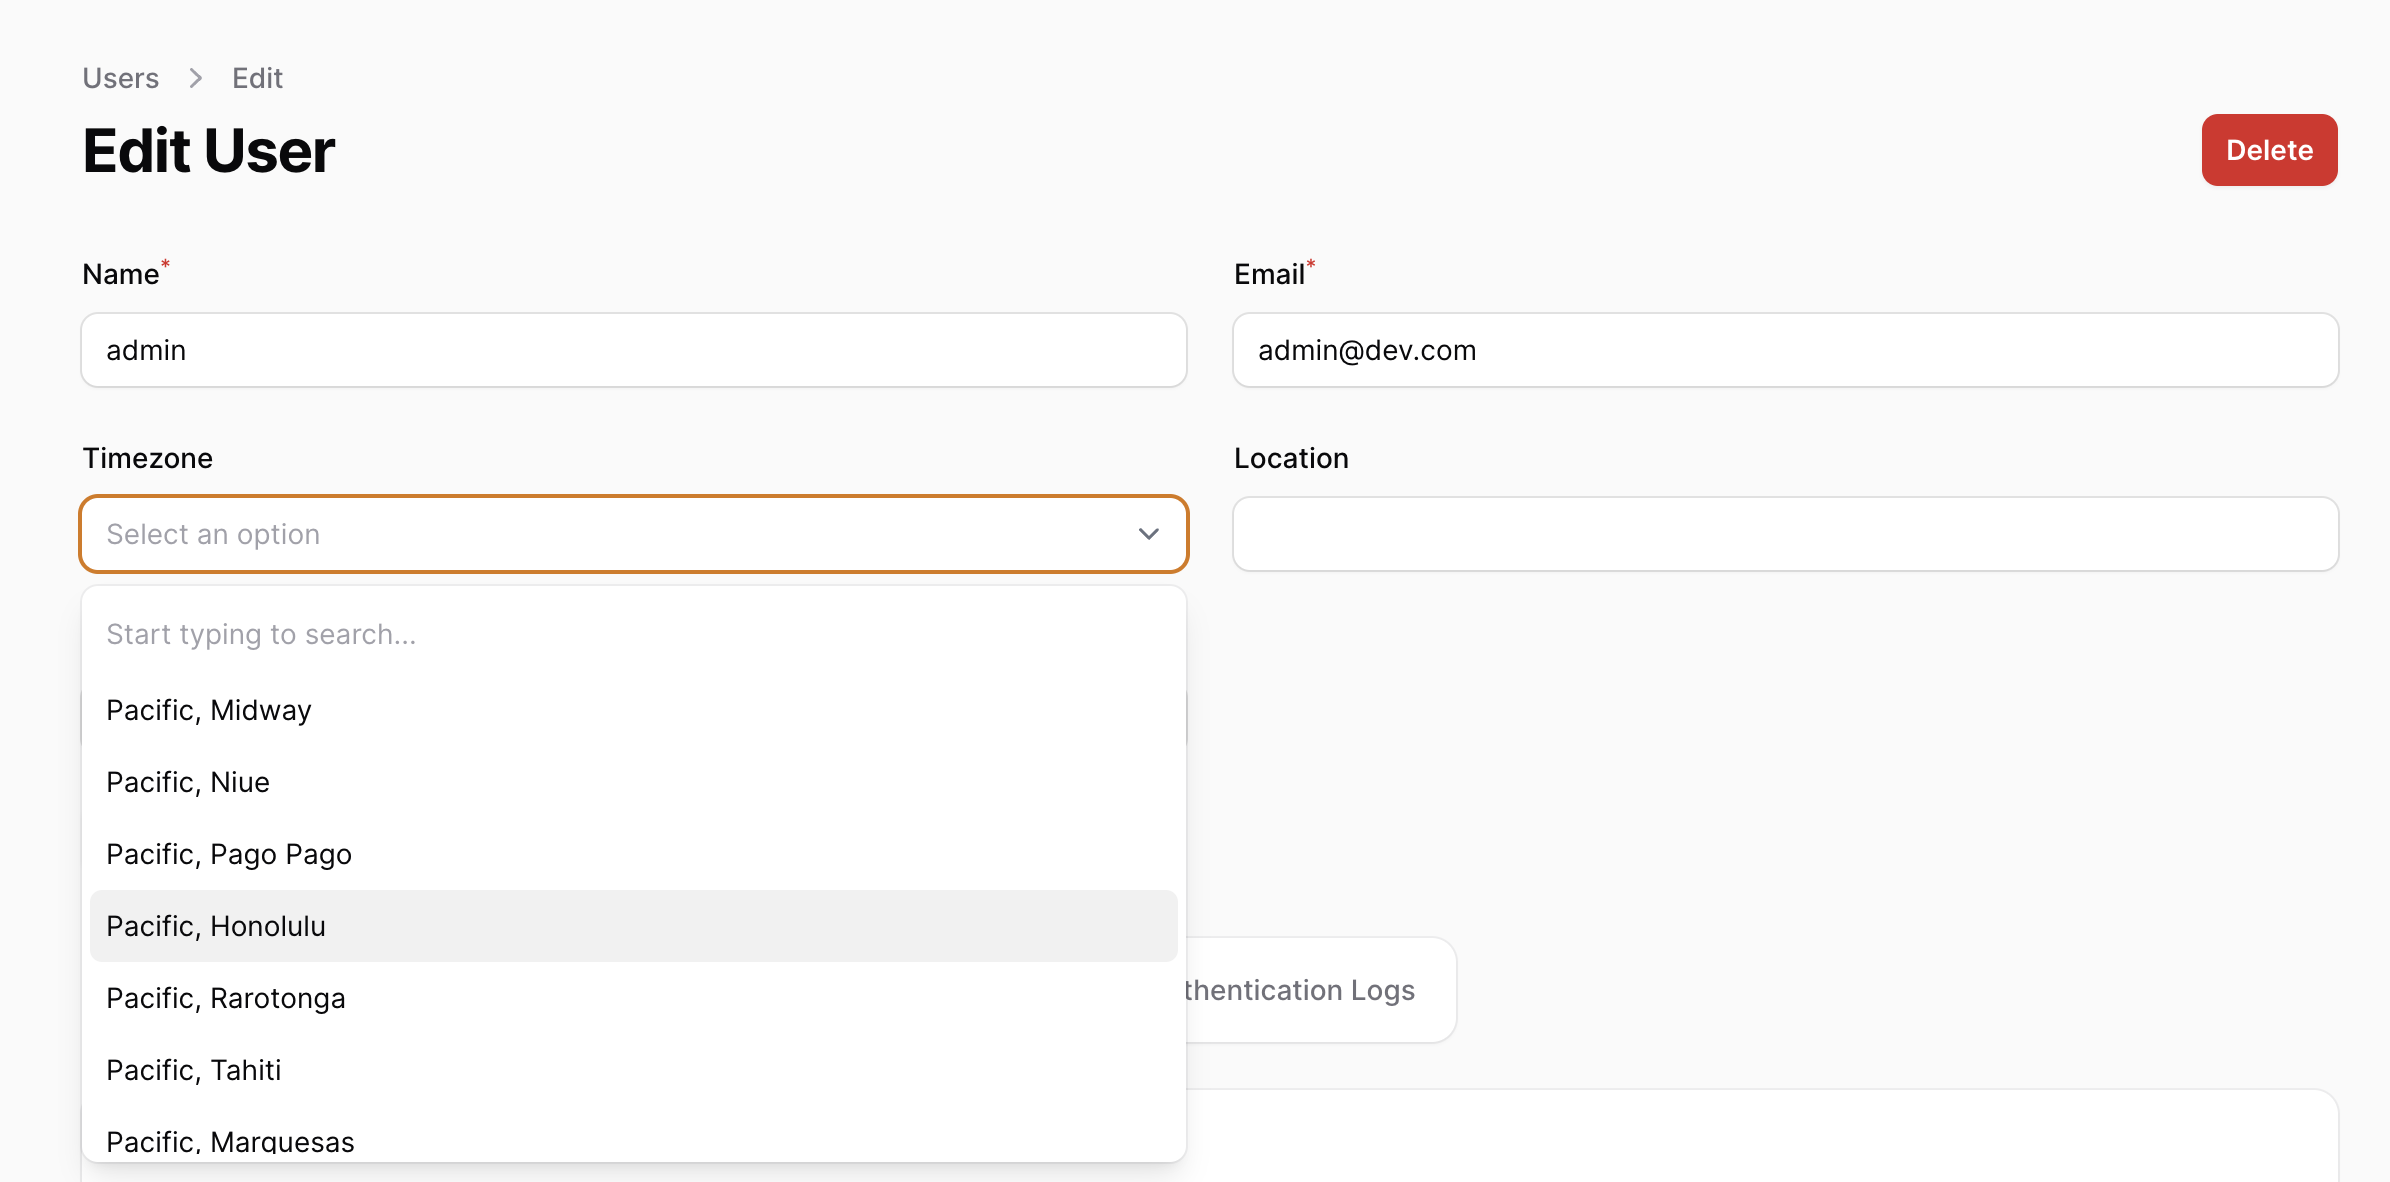 Users > Edit
Edit User
Delete
Name*
Email*
admin
admin@dev.com
Timezone
Location
Select an option
Start typing to search...
Pacific, Midway
Pacific, Niue
Pacific, Pago Pago
Pacific, Honolulu
Pacific, Rarotonga
thentication Logs
Pacific, Tahiti
Pacific, Marquesas